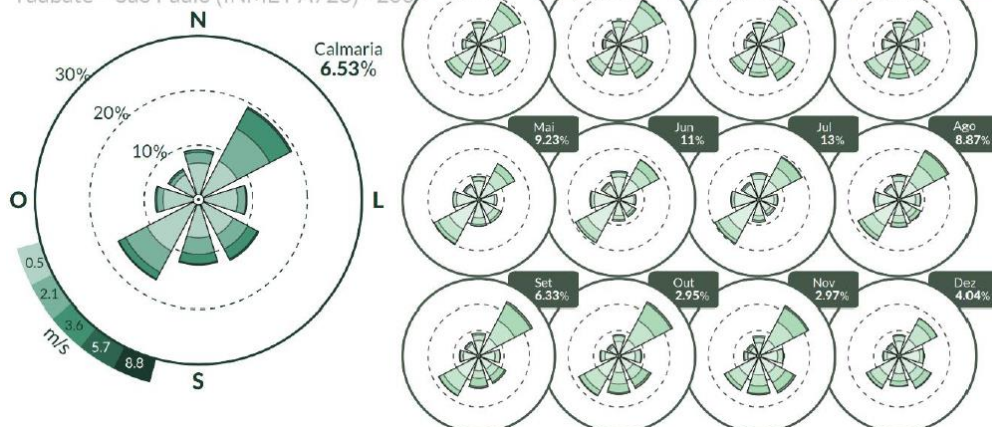 N
Calmaria
6.53%
30%
20%
10%
O
L
S
0.5
2.1
3.6
5.7
8.8
m/s
Mai
9.23%
Jun
11%
Jul
13%
Ago
8.87%
Set
6.33%
Out
2.95%
Nov
2.97%
Dez
4.04%